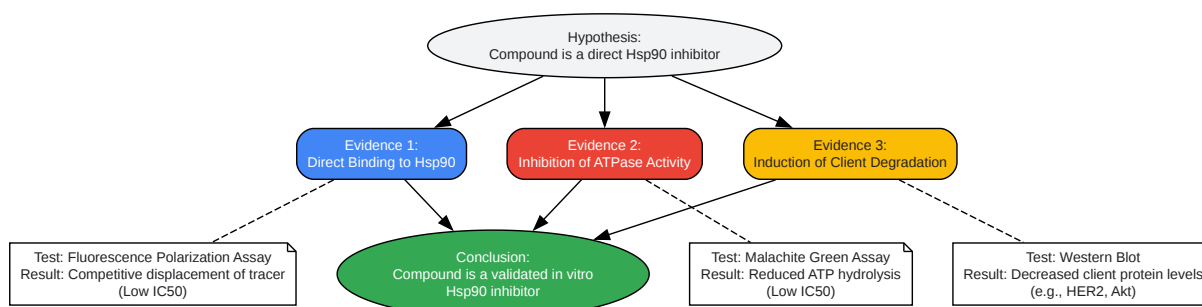 Hypothesis:
Compound is a direct Hsp90 inhibitor
Evidence 1:
Direct Binding to Hsp90
Evidence 2:
Inhibition of ATPase Activity
Evidence 3:
Induction of Client Degradation
Test: Fluorescence Polarization Assay
Result: Competitive displacement of tracer
(Low IC50)
Conclusion:
Compound is a validated in vitro
Hsp90 inhibitor
Test: Malachite Green Assay
Result: Reduced ATP hydrolysis
(Low IC50)
Test: Western Blot
Result: Decreased client protein levels
(e.g., HER2, Akt)